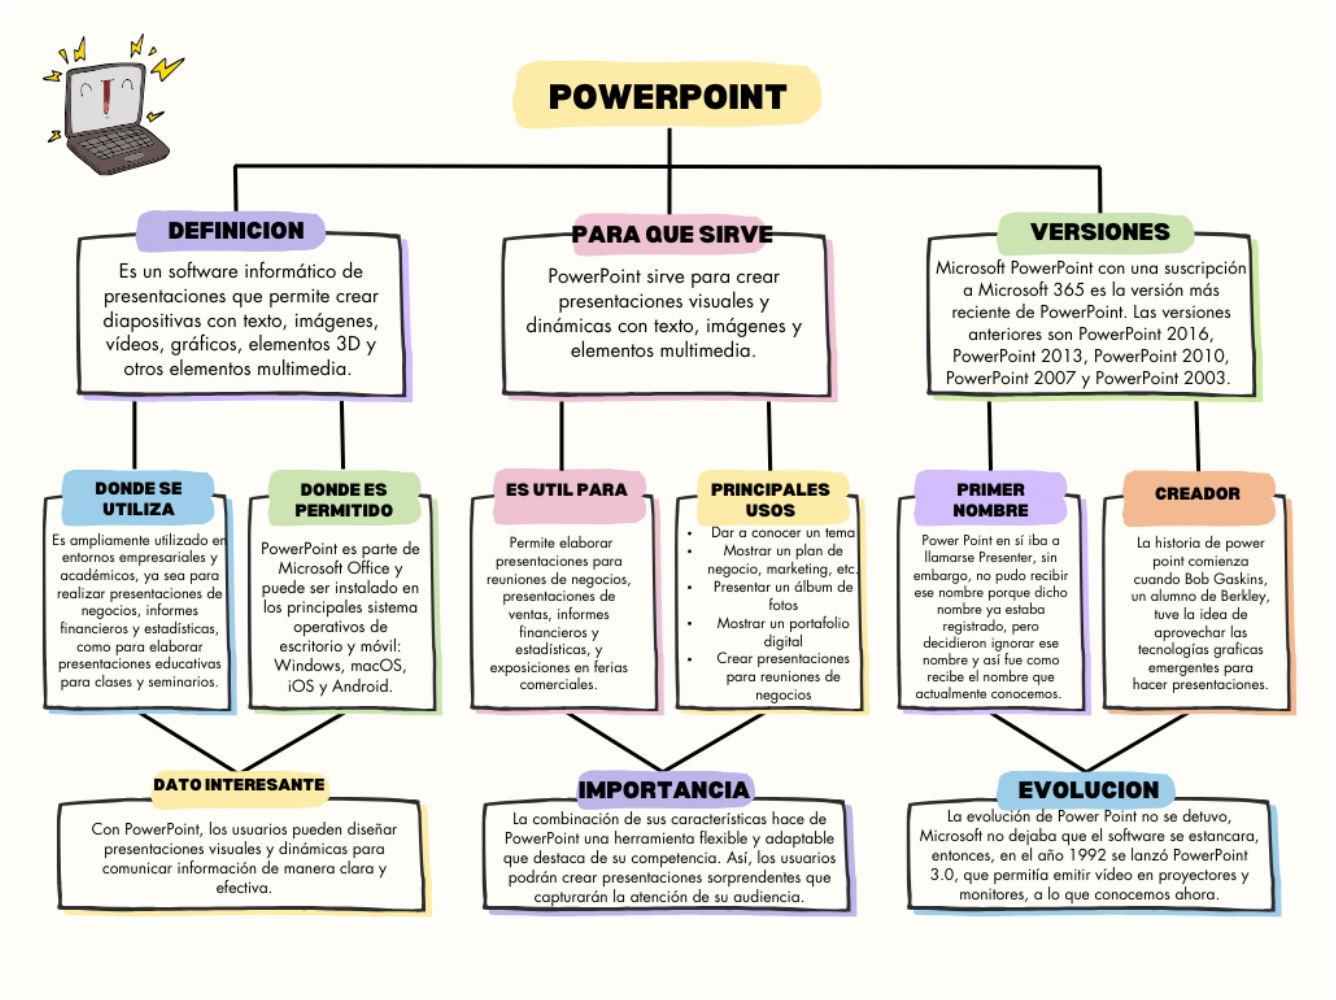 POWERPOINT
DEFINICION
Es un software informático de
presentaciones que permite crear
diapositivas con texto, imágenes,
vídeos, gráficos, elementos 3D y
otros elementos multimedia.
PARA QUE SIRVE
PowerPoint sirve para crear
presentaciones visuales y
dinámicas con texto, imágenes y
elementos multimedia.
VERSIONES
Microsoft PowerPoint con una suscripción
a Microsoft 365 es la versión más
reciente de PowerPoint. Las versiones
anteriores son PowerPoint 2016,
PowerPoint 2013, PowerPoint 2010,
PowerPoint 2007 y PowerPoint 2003.
DONDE SE
UTILIZA
Es ampliamente utilizado en
entornos empresariales y
académicos, ya sea para
realizar presentaciones de
negocios, informes
financieros y estadísticas,
como para elaborar
presentaciones educativas
para clases y seminarios.
DONDE ES
PERMITIDO
PowerPoint es parte de
Microsoft Office y
puede ser instalado en
los principales sistema
operativos de
escritorio y móvil:
Windows, macOS,
iOS y Android.
ES UTIL PARA
Permite elaborar
presentaciones para
reuniones de negocios,
presentaciones de
ventas, informes
financieros y
estadísticas, y
exposiciones en ferias
comerciales.
PRINCIPALES
USOS
• Dar a conocer un tema
• Mostrar un plan de
negocio, marketing, etc.
• Presentar un álbum de
fotos
• Mostrar un portafolio
digital
• Crear presentaciones
para reuniones de
negocios
PRIMER
NOMBRE
Power Point en sí iba a
llamarse Presenter, sin
embargo, no pudo recibir
ese nombre porque dicho
nombre ya estaba
registrado, pero
decidieron ignorar ese
nombre y así fue como
recibe el nombre que
actualmente conocemos.
CREADOR
La historia de power
point comienza
cuando Bob Gaskins,
un alumno de Berkley,
tuve la idea de
aprovechar las
tecnologías graficas
emergentes para
hacer presentaciones.
DATO INTERESANTE
Con PowerPoint, los usuarios pueden diseñar
presentaciones visuales y dinámicas para
comunicar información de manera clara y
efectiva.
IMPORTANCIA
La combinación de sus características hace de
PowerPoint una herramienta flexible y adaptable
que destaca de su competencia. Así, los usuarios
podrán crear presentaciones sorprendentes que
capturarán la atención de su audiencia.
EVOLUCION
La evolución de Power Point no se detuvo,
Microsoft no dejaba que el software se estancara,
entonces, en el año 1992 se lanzó PowerPoint
3.0, que permitía emitir vídeo en proyectores y
monitores, a lo que conocemos ahora.